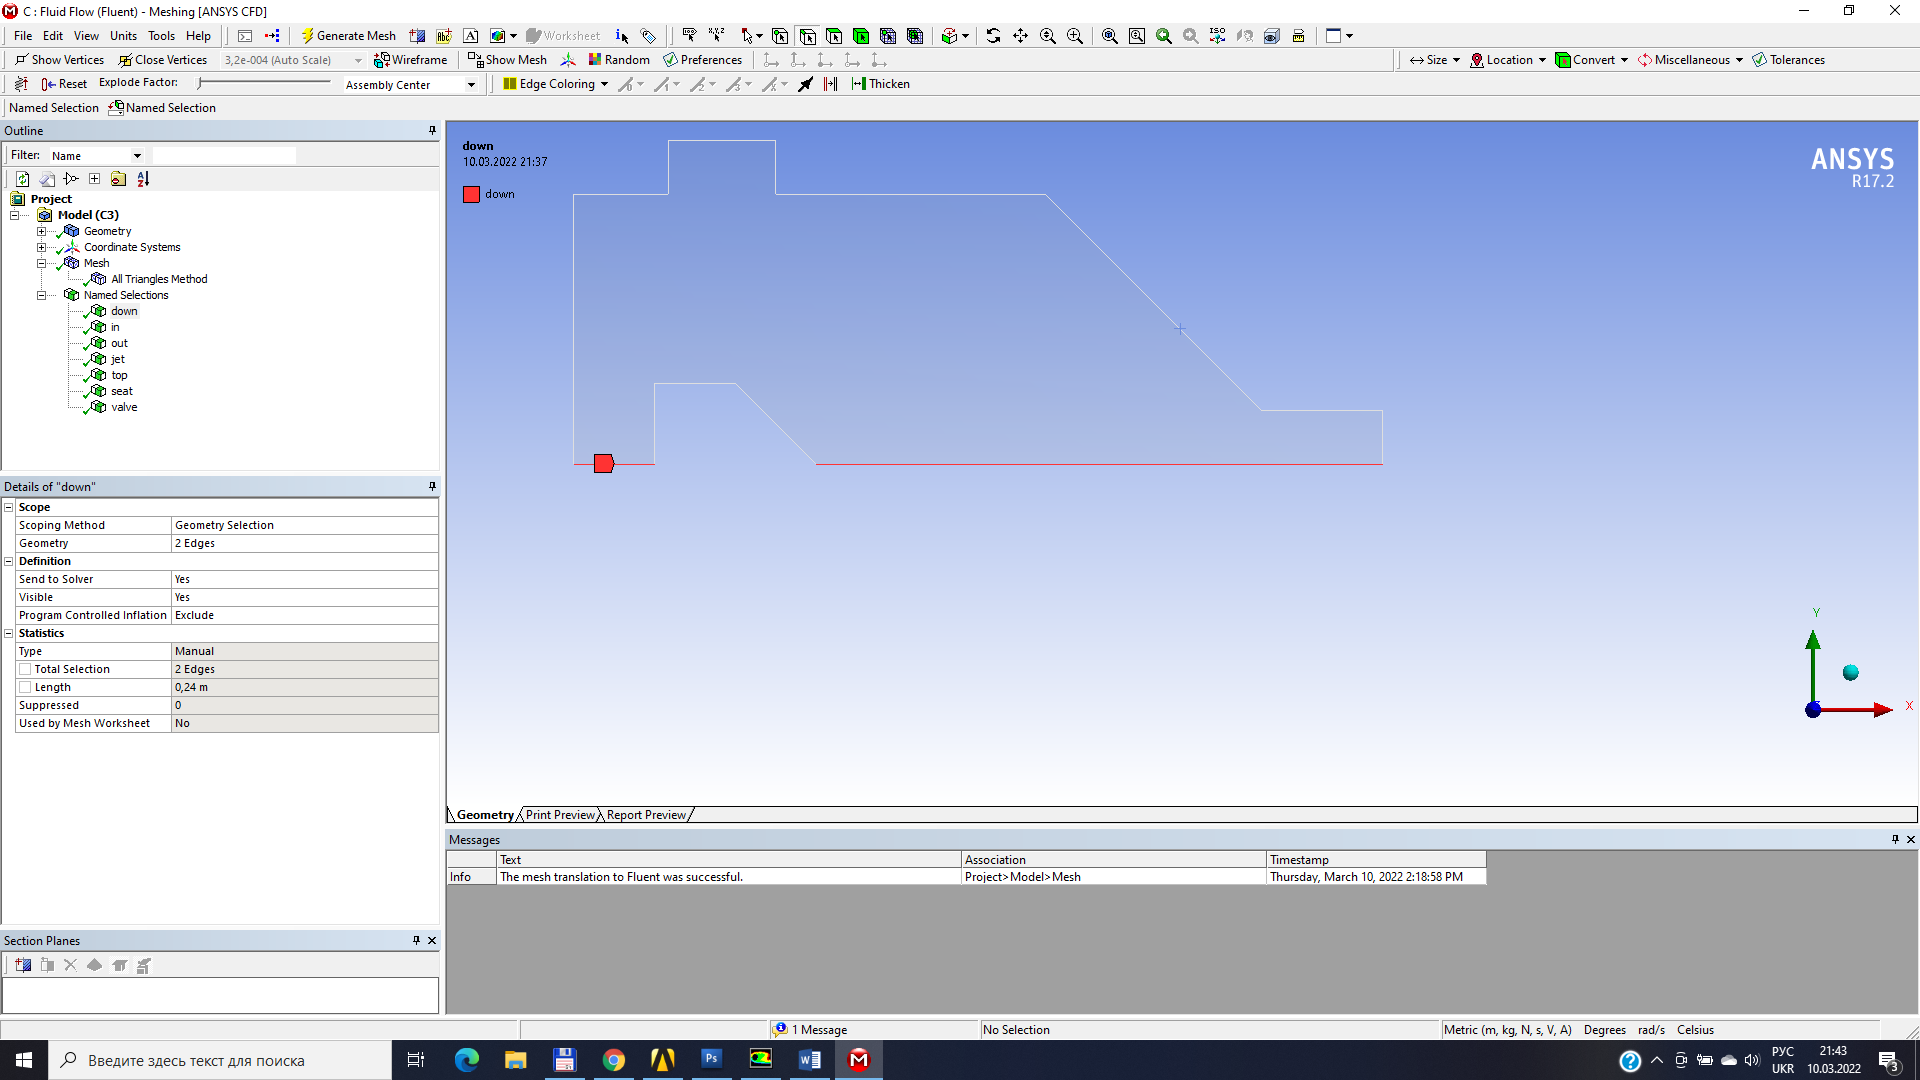 C : Fluid Flow (Fluent) - Meshing [ANSYS CFD]
File Edit View Units Tools Help Generate Mesh Worksheet
Show Vertices Close Vertices 3,2e-004 (Auto Scale) Wireframe Show Mesh Random Preferences Size Location Convert Miscellaneous Tolerances
Reset Explode Factor: Assembly Center Edge Coloring Thicken
Named Selection Named Selection
Outline
Filter: Name
Project
Model (C3)
Geometry
Coordinate Systems
Mesh
All Triangles Method
Named Selections
down
in
out
jet
top
seat
valve
Details of "down"
Scope
Scoping Method Geometry Selection
Geometry 2 Edges
Definition
Send to Solver Yes
Visible Yes
Program Controlled Inflation Exclude
Statistics
Type Manual
Total Selection 2 Edges
Length 0,24 m
Suppressed 0
Used by Mesh Worksheet No
Section Planes
down
10.03.2022 21:37
down
ANSYS
R17.2
Y
X
Geometry Print Preview Report Preview
Messages
Text Association Timestamp
Info The mesh translation to Fluent was successful. Project>Model>Mesh Thursday, March 10, 2022 2:18:58 PM
1 Message No Selection Metric (m, kg, N, s, V, A) Degrees rad/s Celsius
Введите здесь текст для поиска
РУС
UKR
21:43
10.03.2022
3